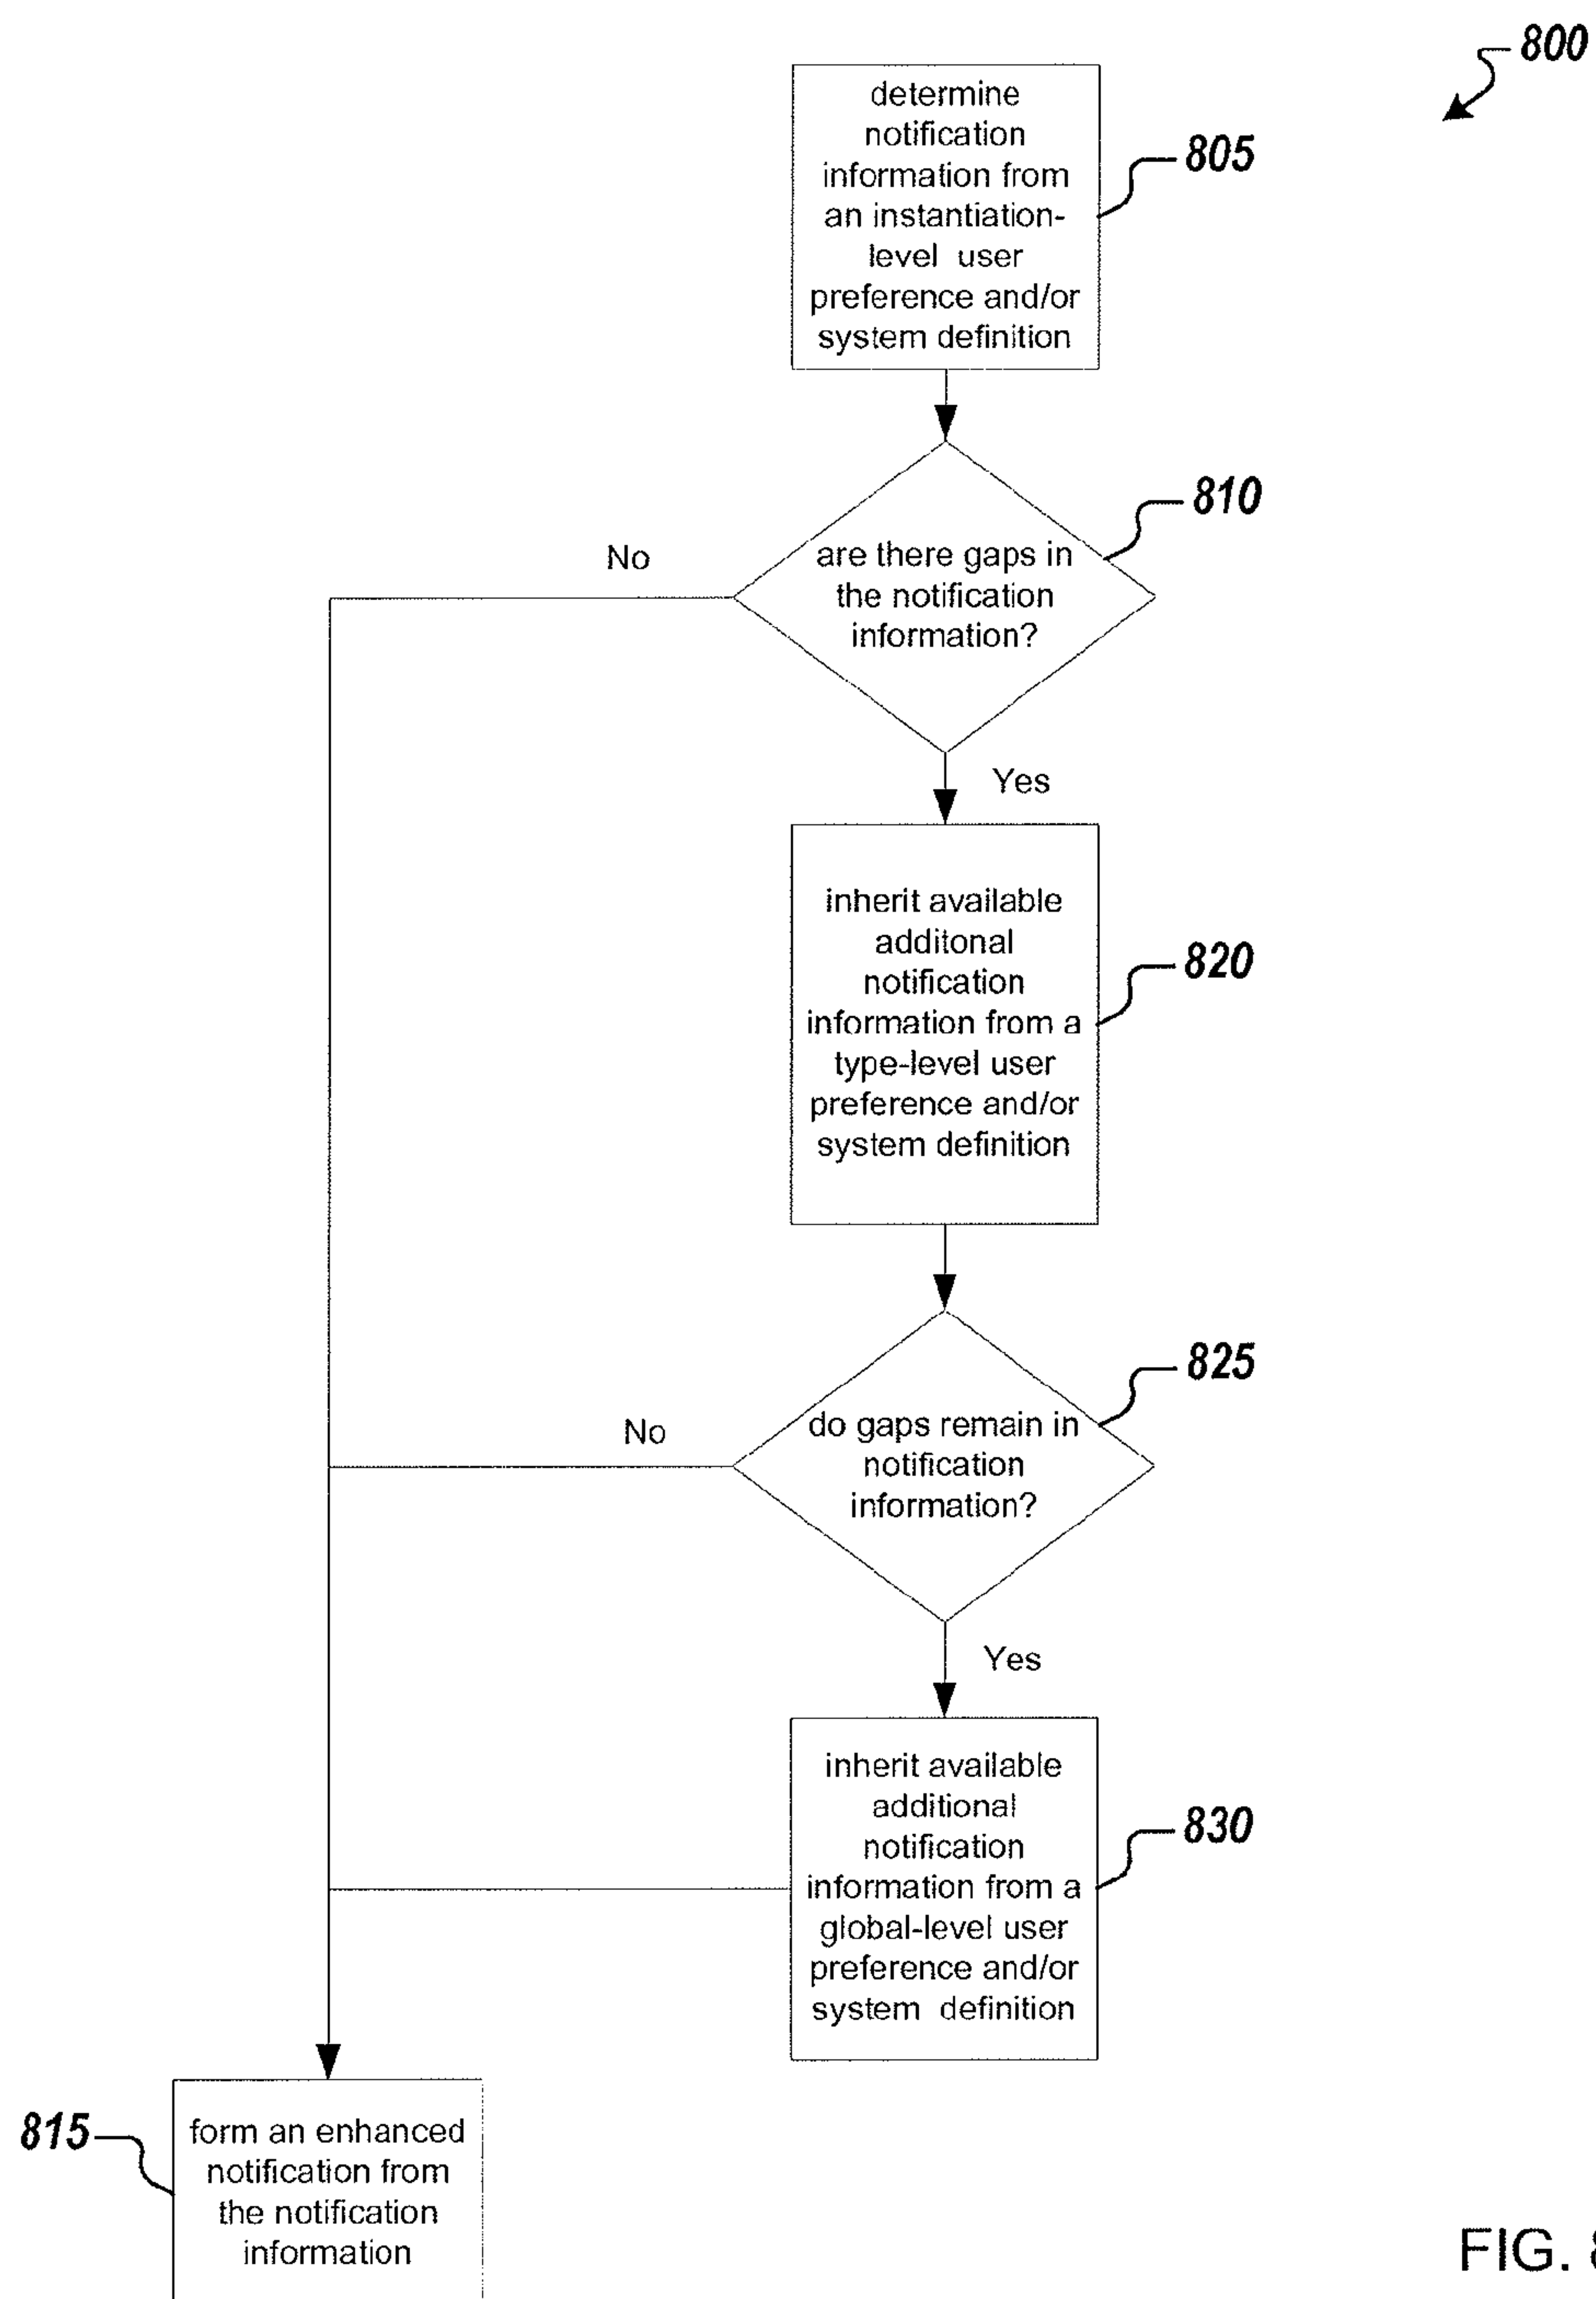 800
determine
notification
information from
an instantiation-
level user
preference and/or
system definition
805
810
No
are there gaps in
the notification
information?
Yes
inherit available
additonal
notification
information from a
type-level user
preference and/or
system definition
820
825
No
do gaps remain in
notification
information?
Yes
inherit available
additional
notification
information from a
global-level user
preference and/or
system definition
830
815
form an enhanced
notification from
the notification
information
FIG. 8